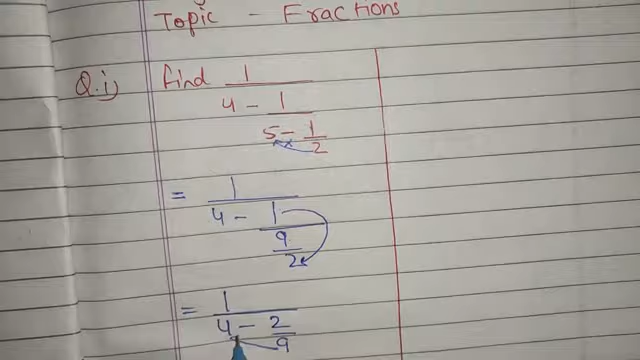 Topic - Fractions
Q.i) find 1
4 - 1
5 - 1
2
= 1
4 - 1
9
2
= 1
4 - 2
9